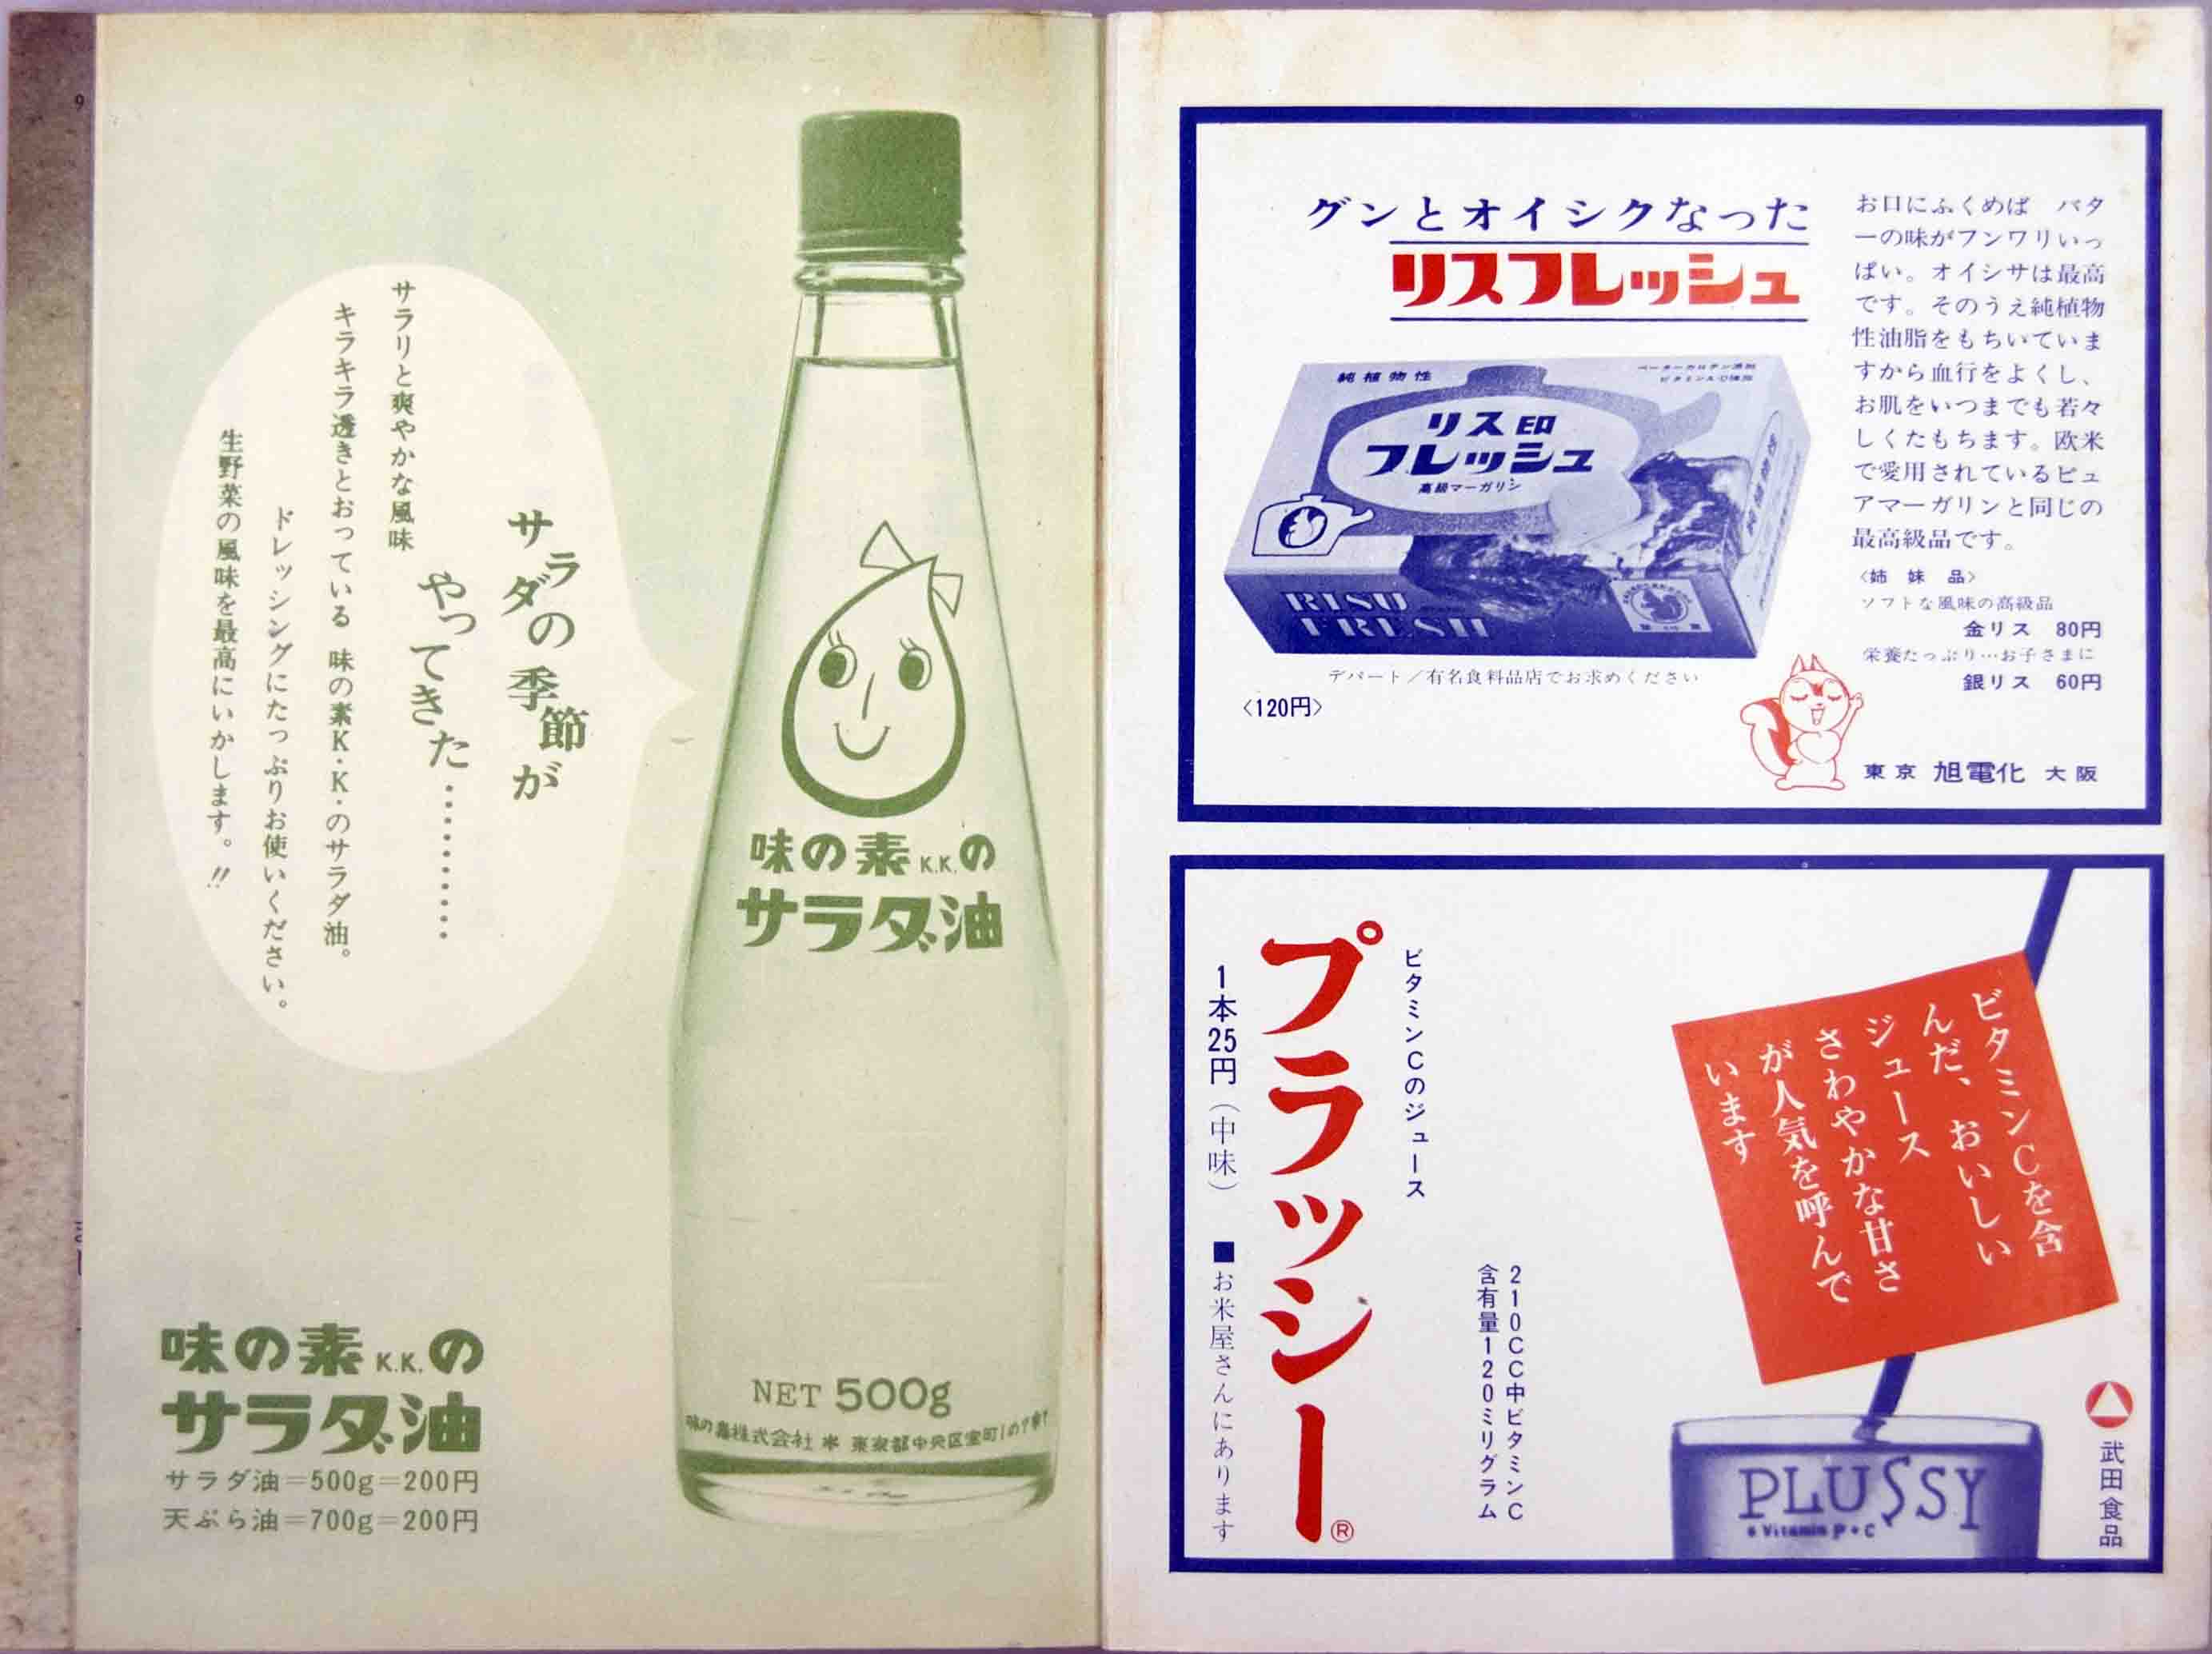 サラダの季節が
やってきた…………
サラリと爽やかな風味
キラキラ透きとおっている 味の素K.K.のサラダ油。
ドレッシングにたっぷりお使いください。
生野菜の風味を最高にいかします。!!
味の素K.K.の
サラダ油
NET 500g
味の素K.K.の
サラダ油
サラダ油=500g=200円
天ぷら油=700g=200円
グンとオイシクなった
リスフレッシュ
純植物性
リス印
フレッシュ
高級マーガリン
RISU
FRESH
デパート/有名食料品店でお求めください
〈120円〉
お口にふくめば バタ
ーの味がフンワリいっ
ぱい。オイシサは最高
です。そのうえ純植物
性油脂をもちいていま
すから血行をよくし、
お肌をいつまでも若々
しくたもちます。欧米
で愛用されているピュ
アマーガリンと同じの
最高級品です。
〈姉妹品〉
ソフトな風味の高級品
金リス 80円
栄養たっぷり…お子さまに
銀リス 60円
東京 旭電化 大阪
ビタミンCを含
んだ、おいしい
ジュース
さわやかな甘さ
が人気を呼んで
います
210CC中ビタミンC
含有量120ミリグラム
ビタミンCのジュース
プラッシー®
1本25円(中味) ■お米屋さんにあります
PLUSSY
Vitamin P+C
武田食品